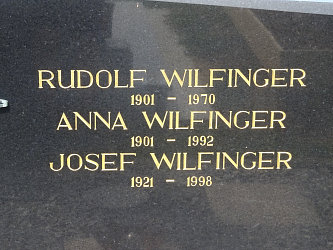 RUDOLF WILFINGER
1901 - 1970
ANNA WILFINGER
1901 - 1992
JOSEF WILFINGER
1921 - 1998